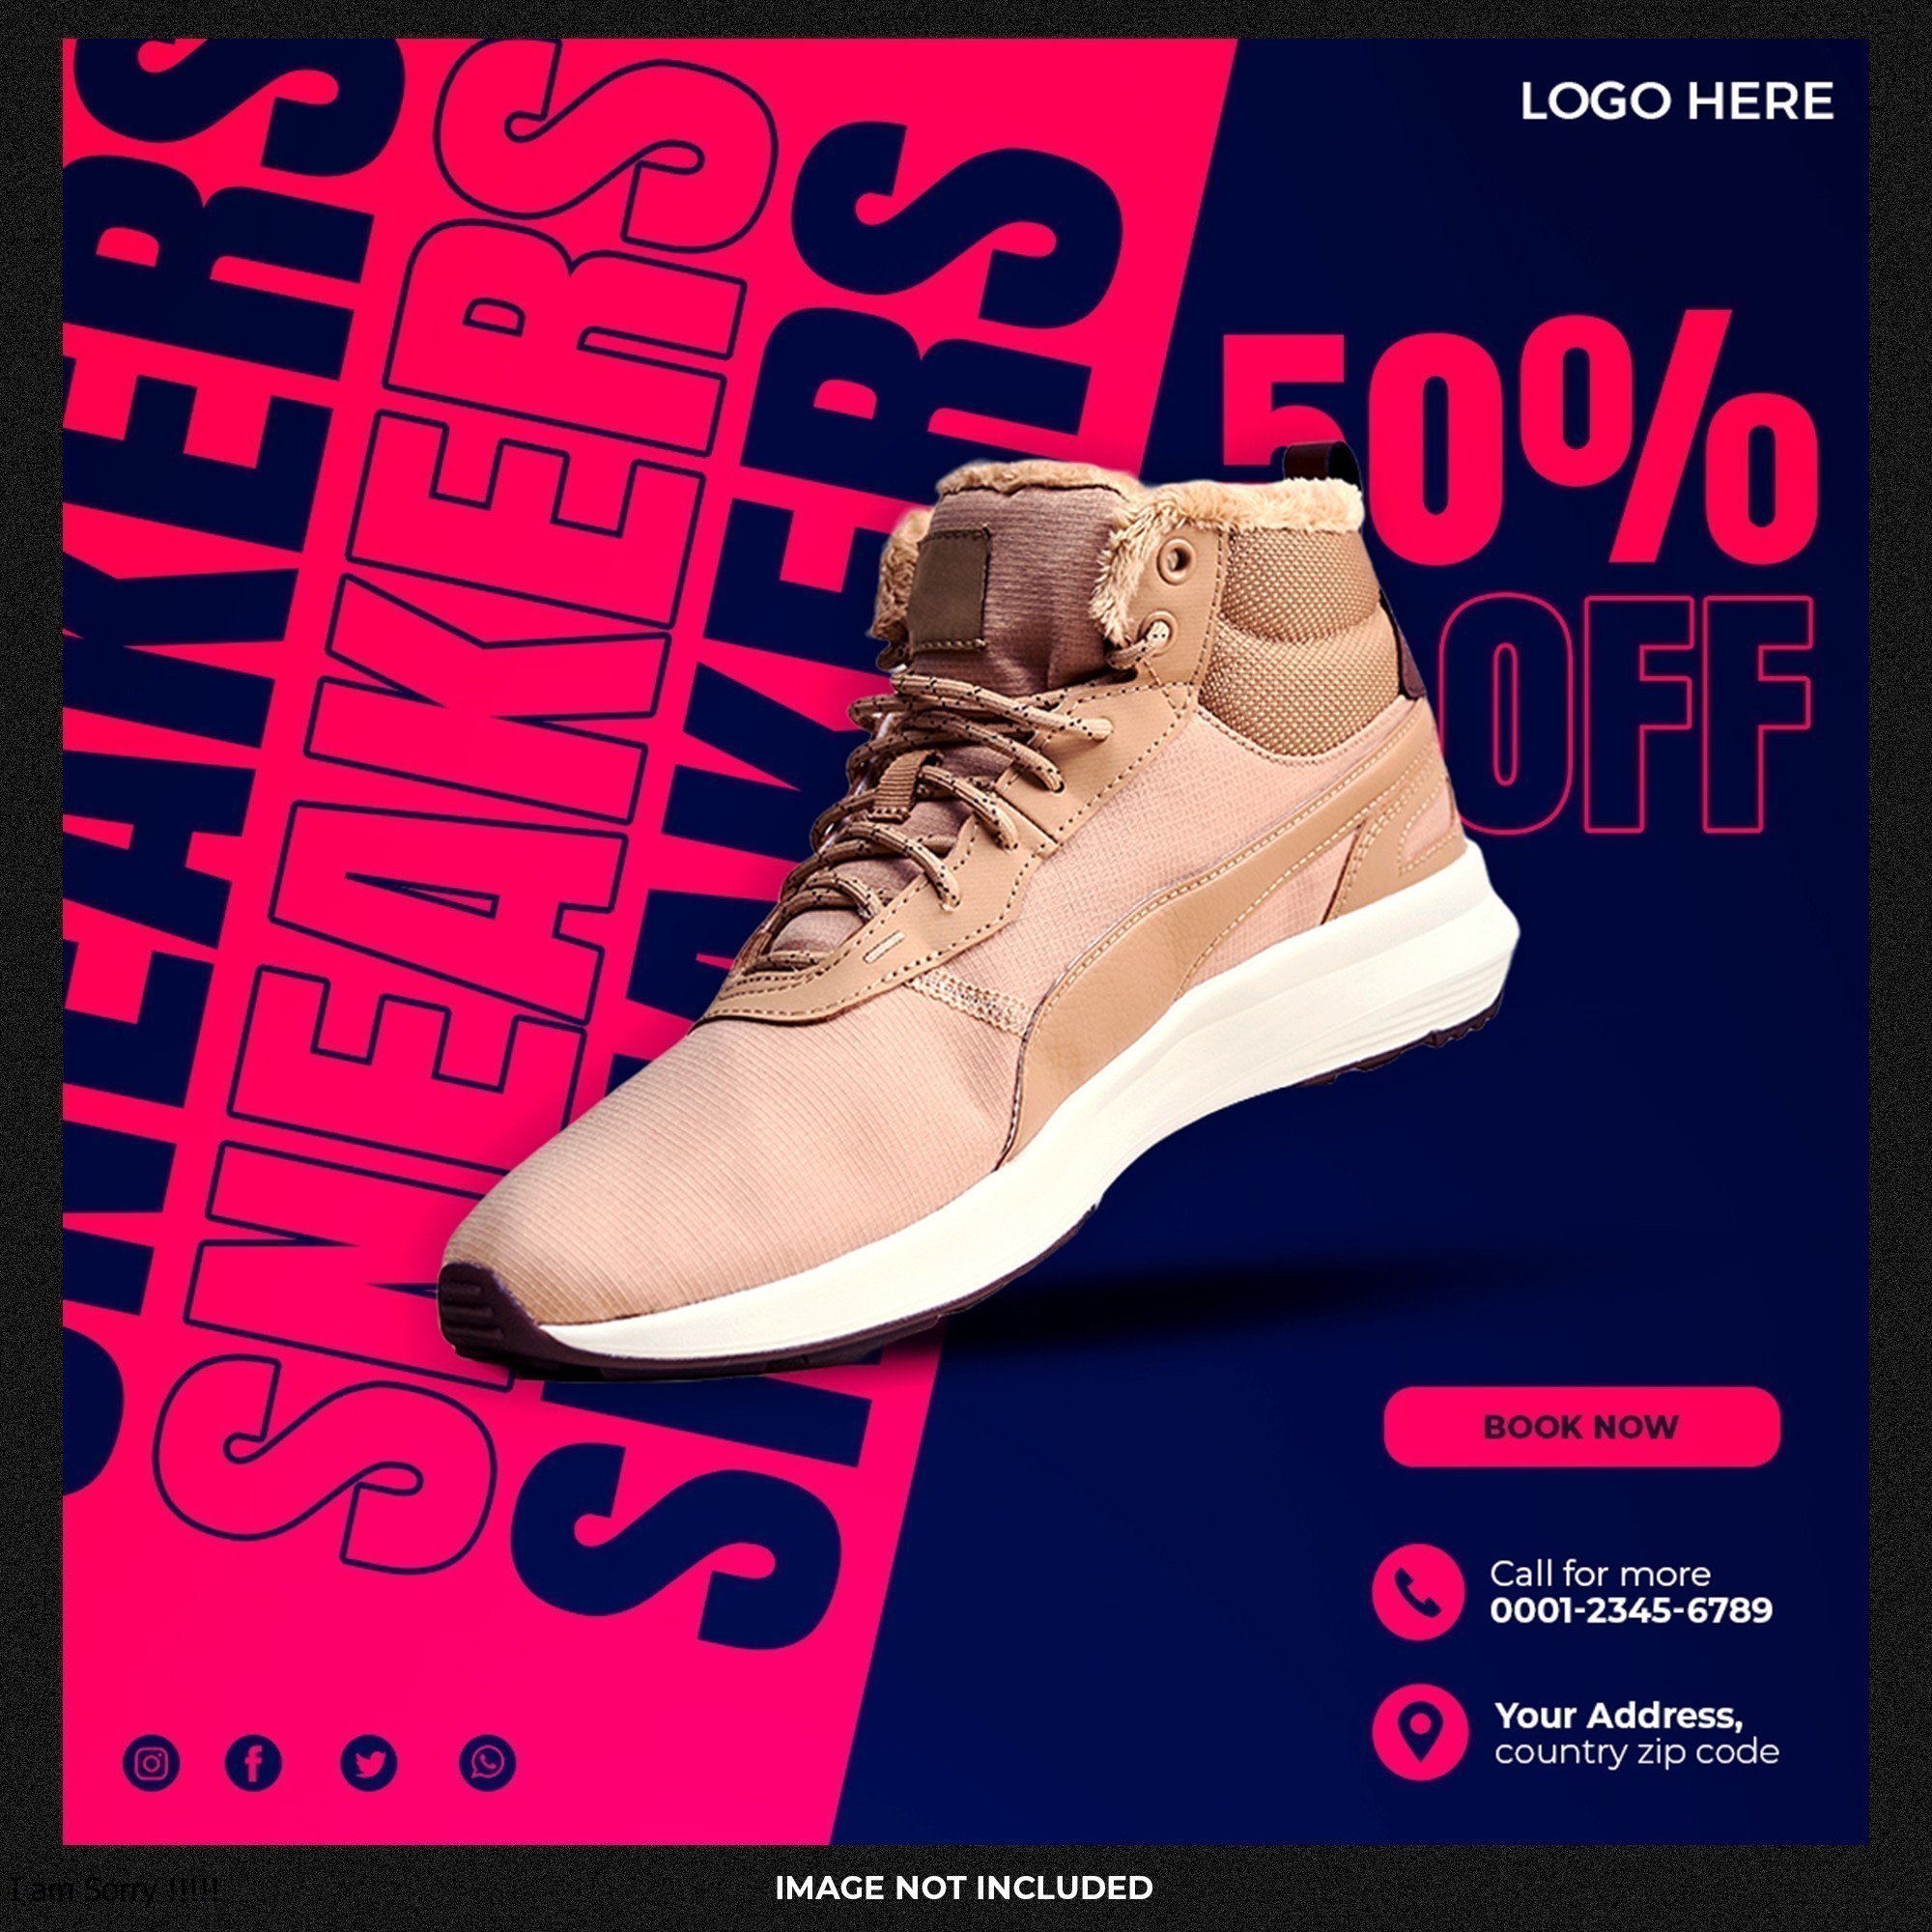 LOGO HERE
SNEAKERS
SNEAKERS
SNEAKERS
50%
OFF
BOOK NOW
Call for more
0001-2345-6789
Your Address,
country zip code
I am Sorry !!!!!
IMAGE NOT INCLUDED